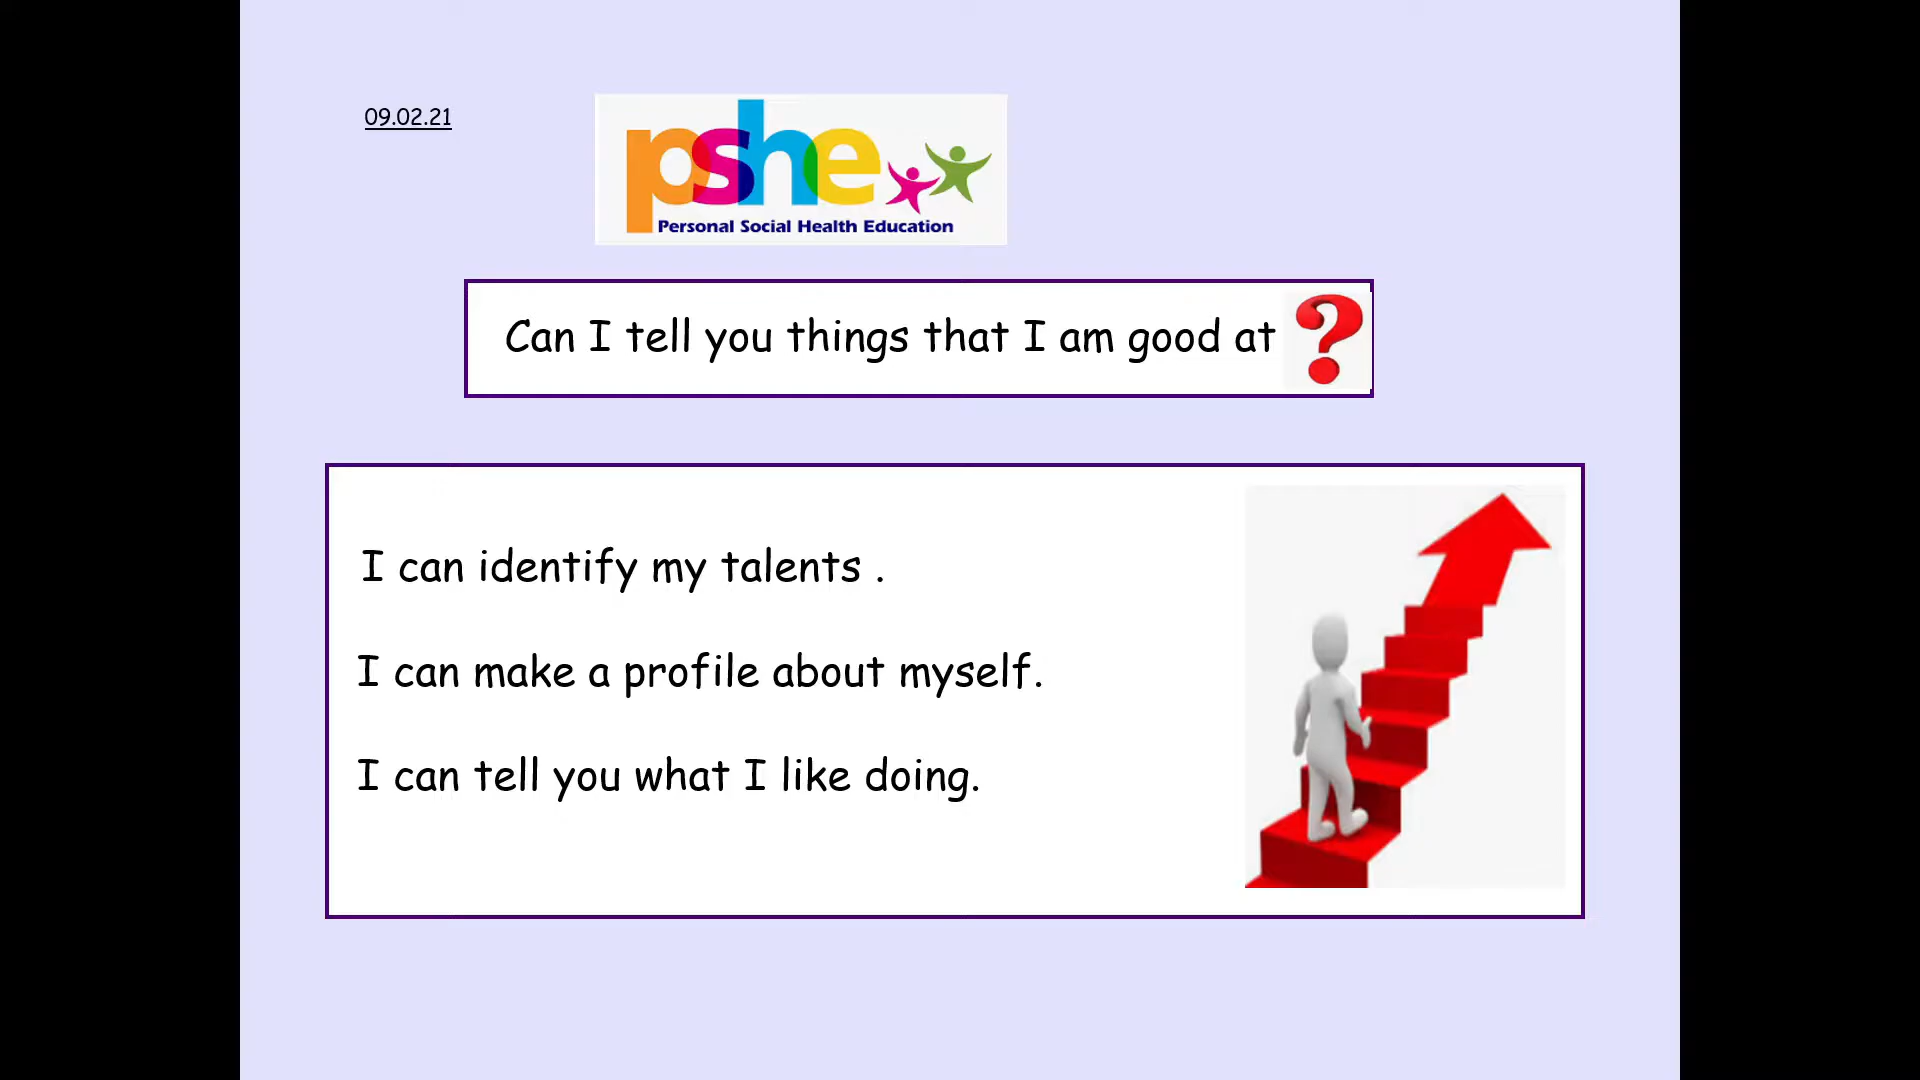 09.02.21
pshe
Personal Social Health Education
Can I tell you things that I am good at ?
I can identify my talents .
I can make a profile about myself.
I can tell you what I like doing.